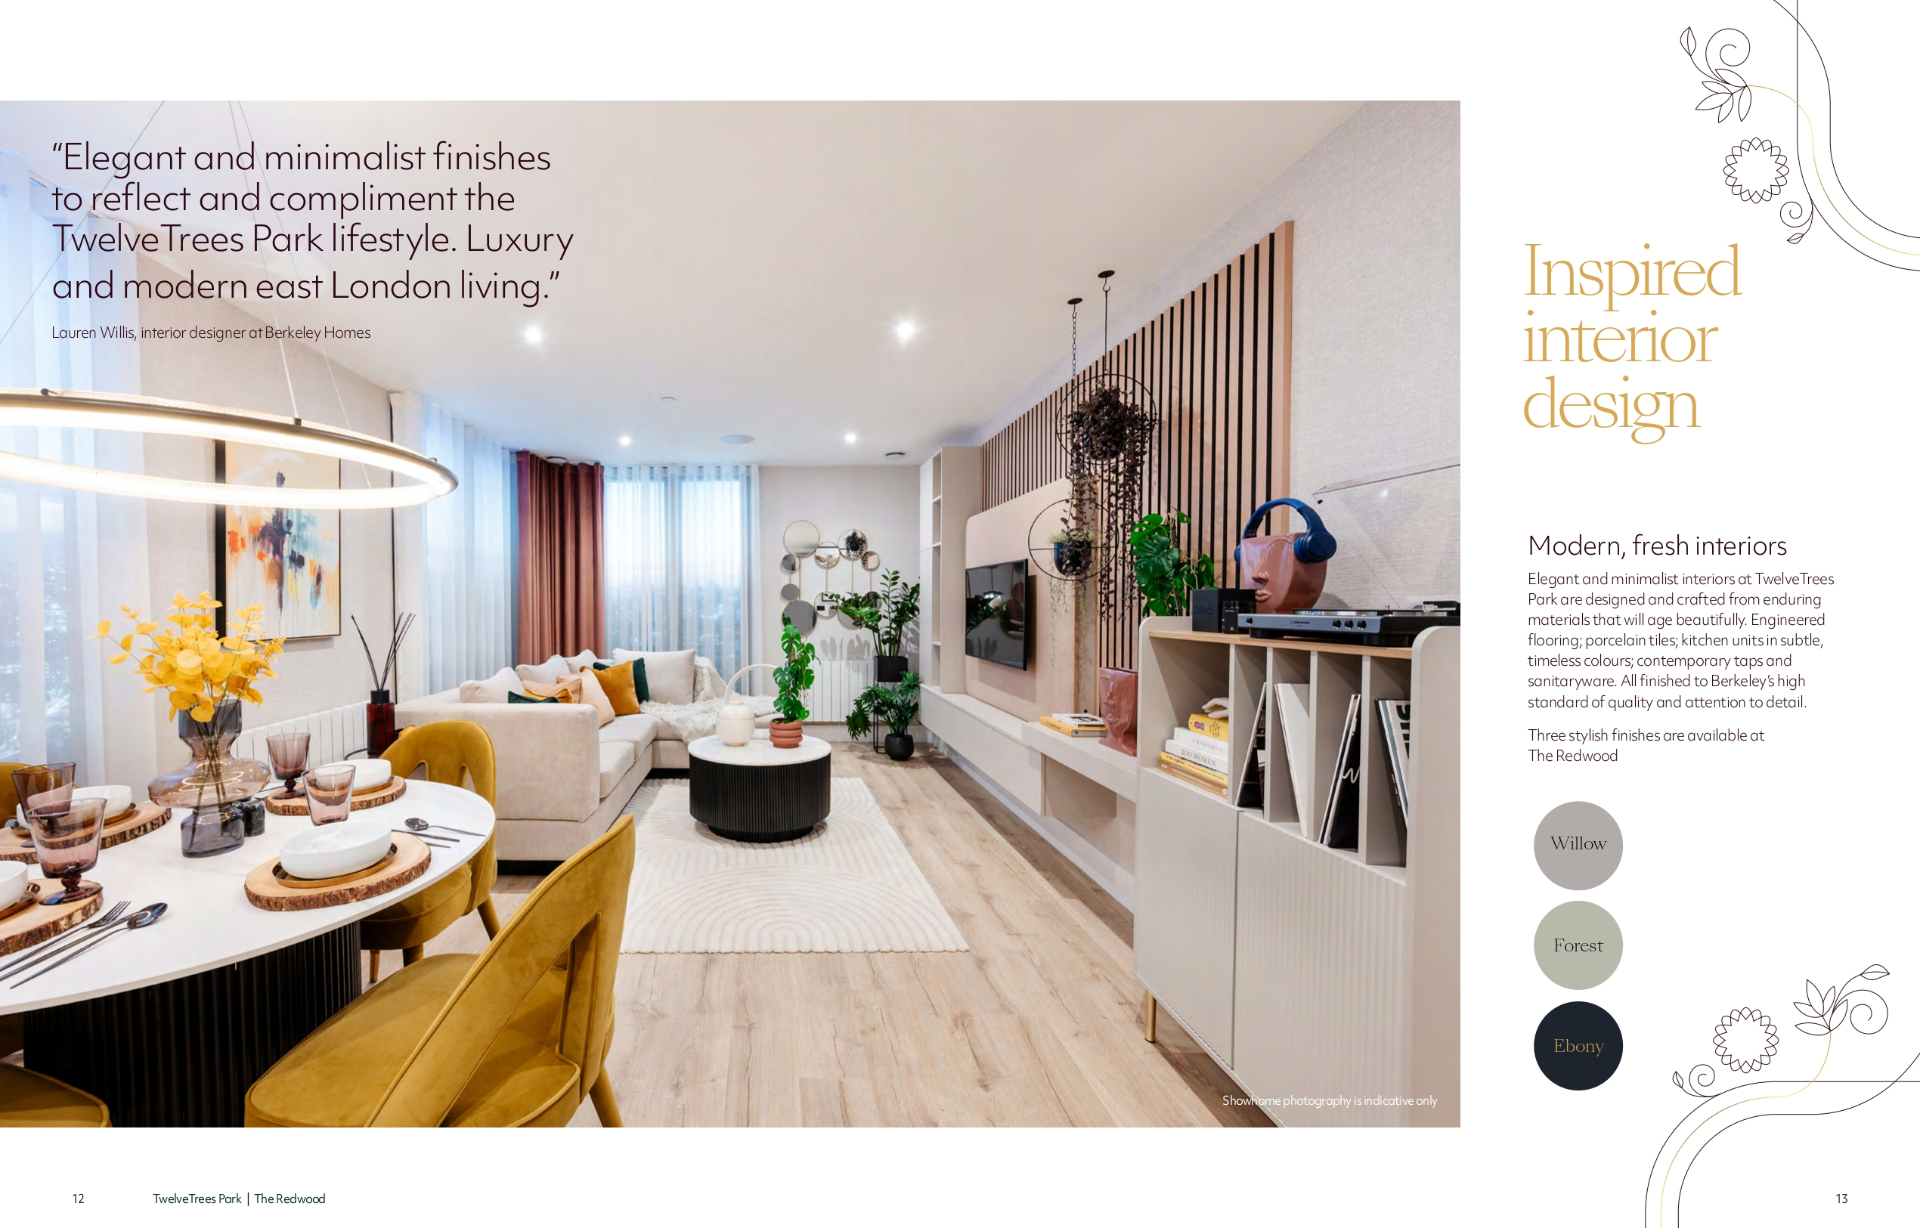 “Elegant and minimalist finishes
to reflect and compliment the
TwelveTrees Park lifestyle. Luxury
and modern east London living.”
Lauren Willis, interior designer at Berkeley Homes
Showhome photography is indicative only
Inspired
interior
design
Modern, fresh interiors
Elegant and minimalist interiors at TwelveTrees
Park are designed and crafted from enduring
materials that will age beautifully. Engineered
flooring; porcelain tiles; kitchen units in subtle,
timeless colours; contemporary taps and
sanitaryware. All finished to Berkeley’s high
standard of quality and attention to detail.
Three stylish finishes are available at
The Redwood
Willow
Forest
Ebony
12
TwelveTrees Park | The Redwood
13